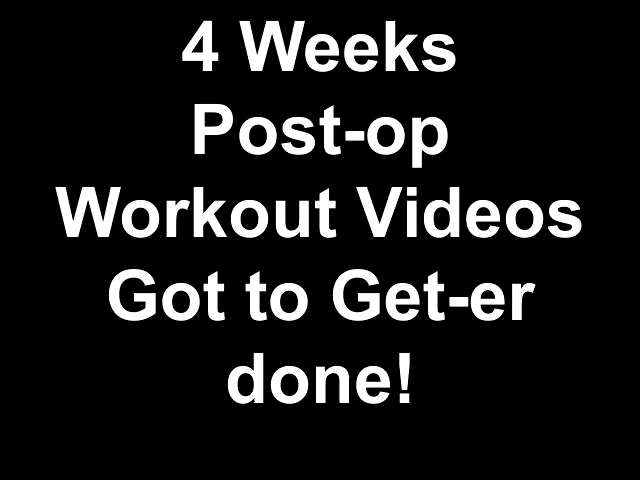 4 Weeks
Post-op
Workout Videos
Got to Get-er
done!